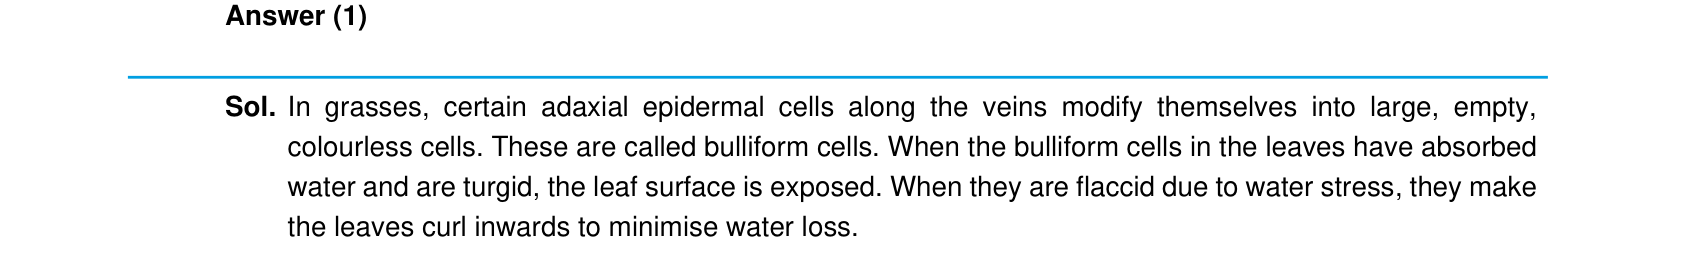 Answer (1)
Sol. In grasses, certain adaxial epidermal cells along the veins modify themselves into large, empty,
colourless cells. These are called bulliform cells. When the bulliform cells in the leaves have absorbed
water and are turgid, the leaf surface is exposed. When they are flaccid due to water stress, they make
the leaves curl inwards to minimise water loss.